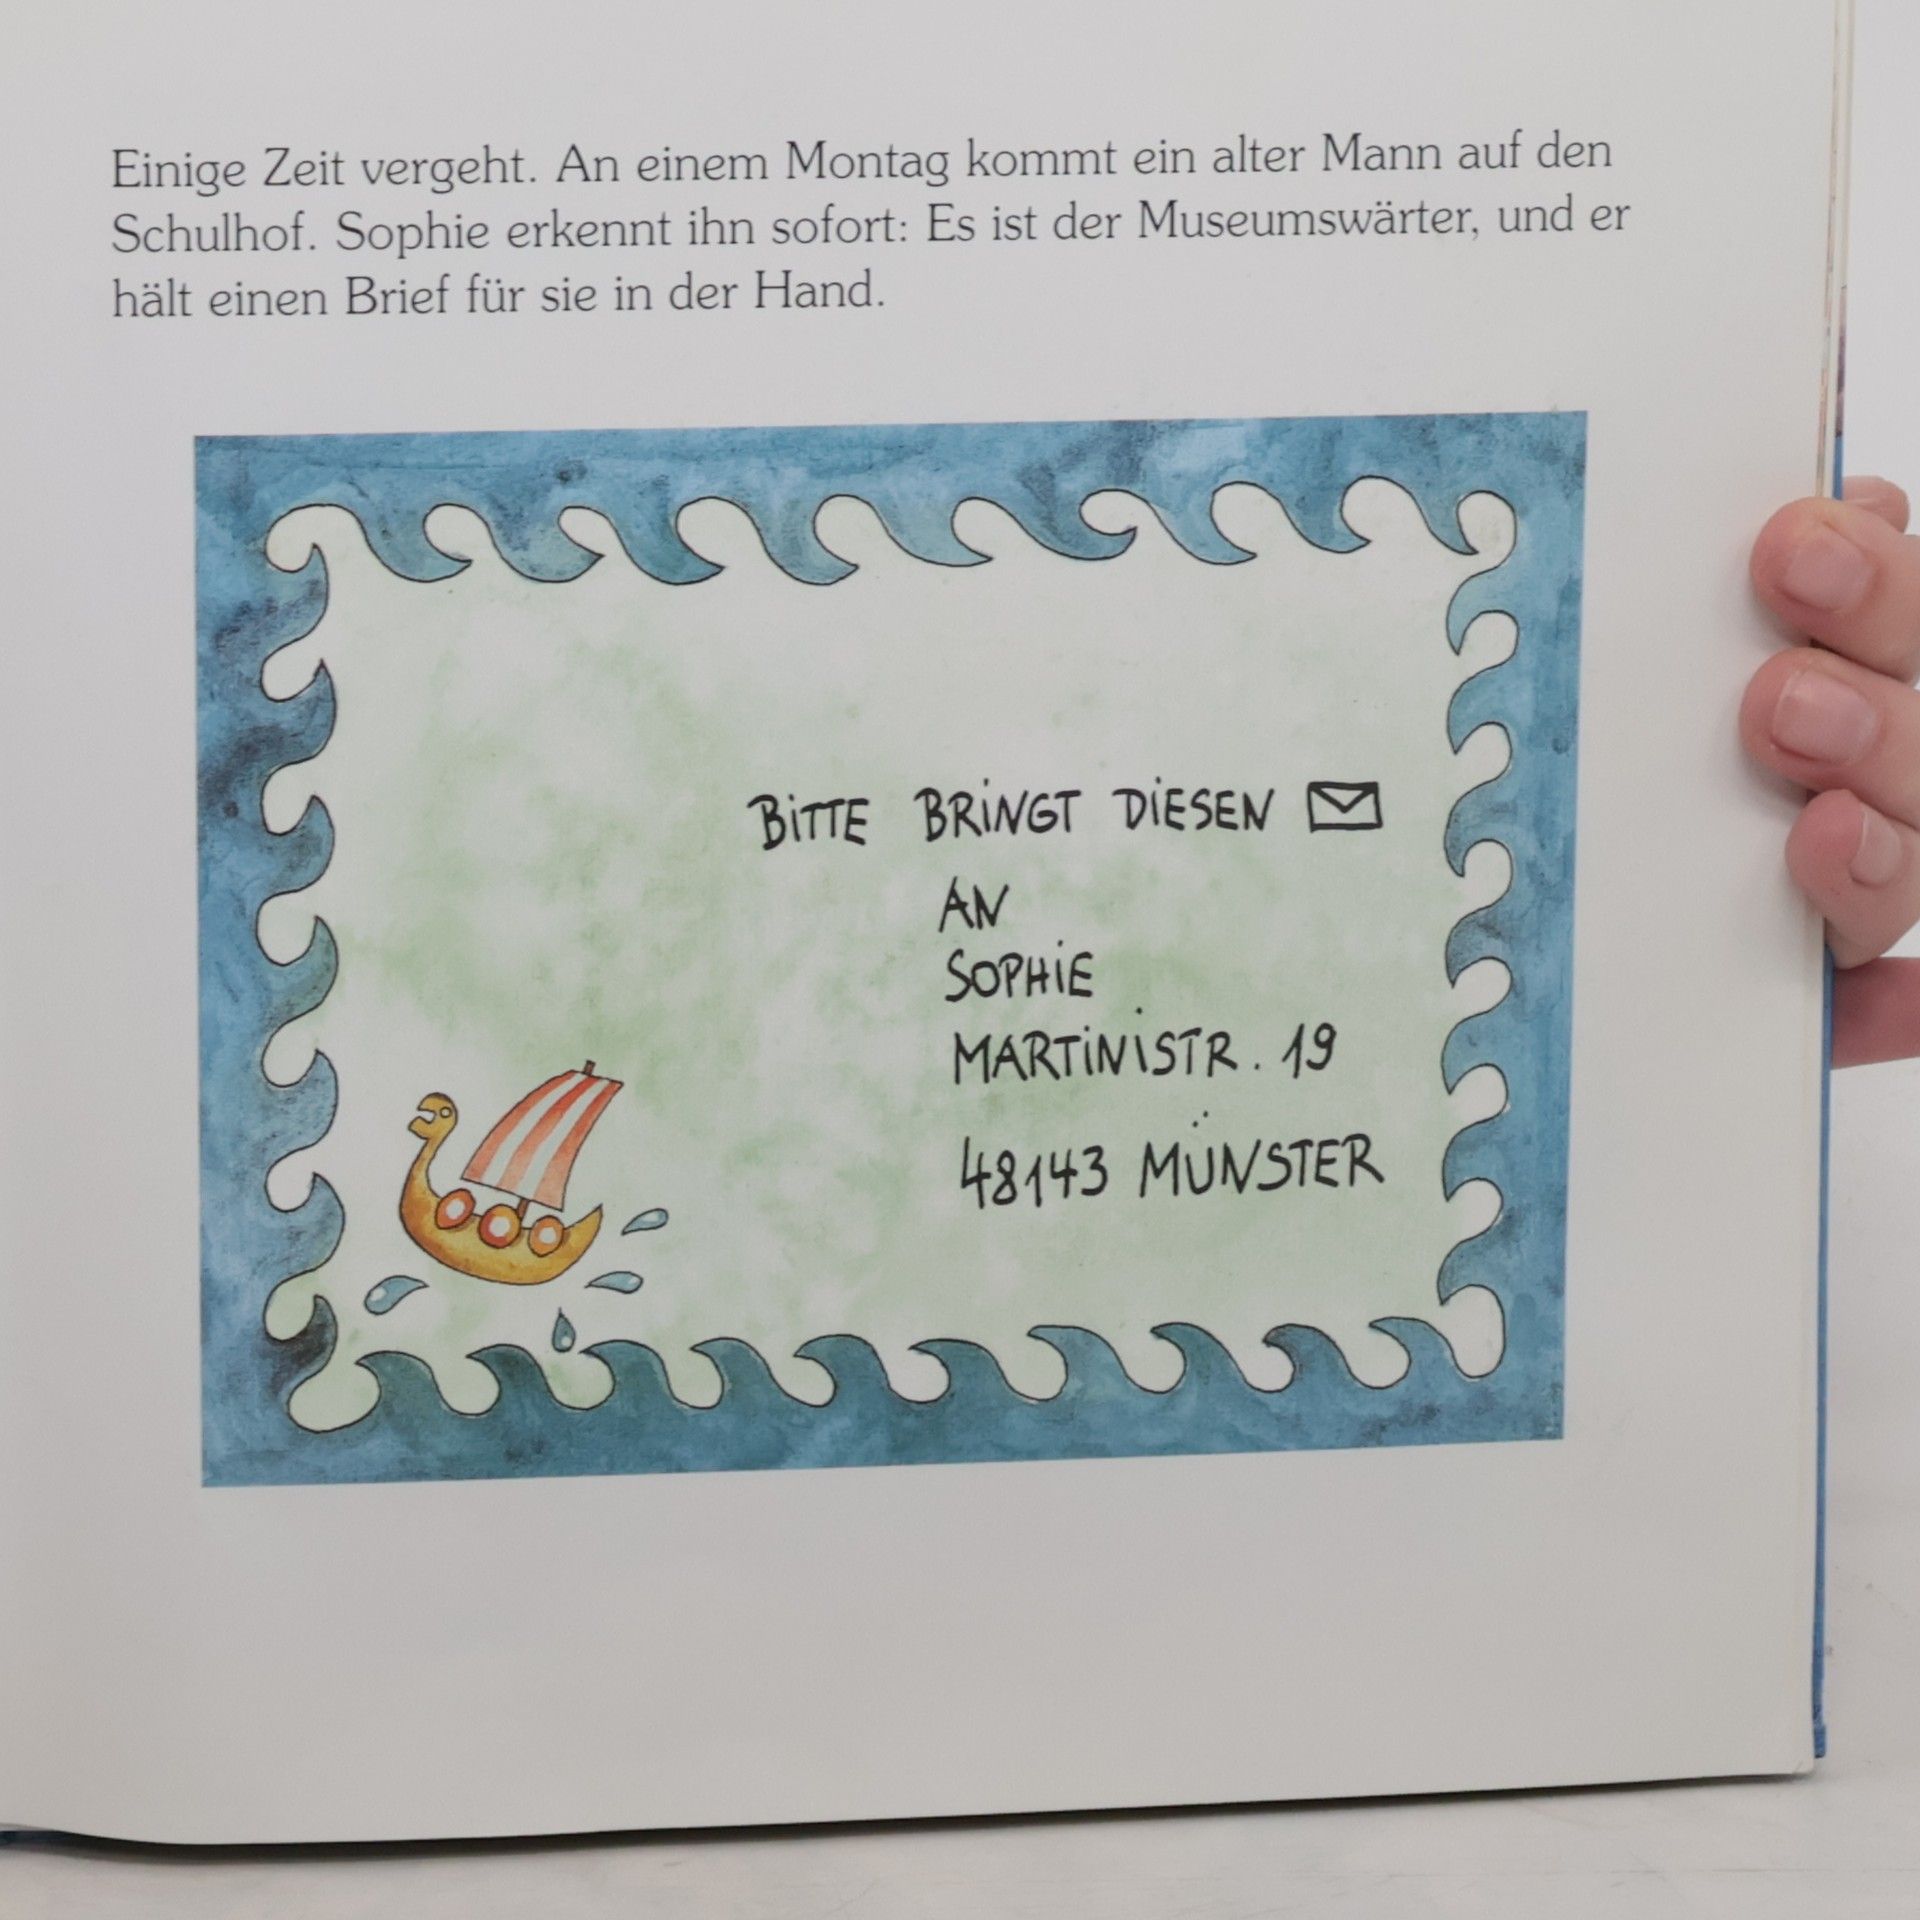 Einige Zeit vergeht. An einem Montag kommt ein alter Mann auf den
Schulhof. Sophie erkennt ihn sofort: Es ist der Museumswärter, und er
hält einen Brief für sie in der Hand.
BiTTE BRiNGT DiESEN
AN
SOPHiE
MARTiNiSTR. 19
48143 MÜNSTER